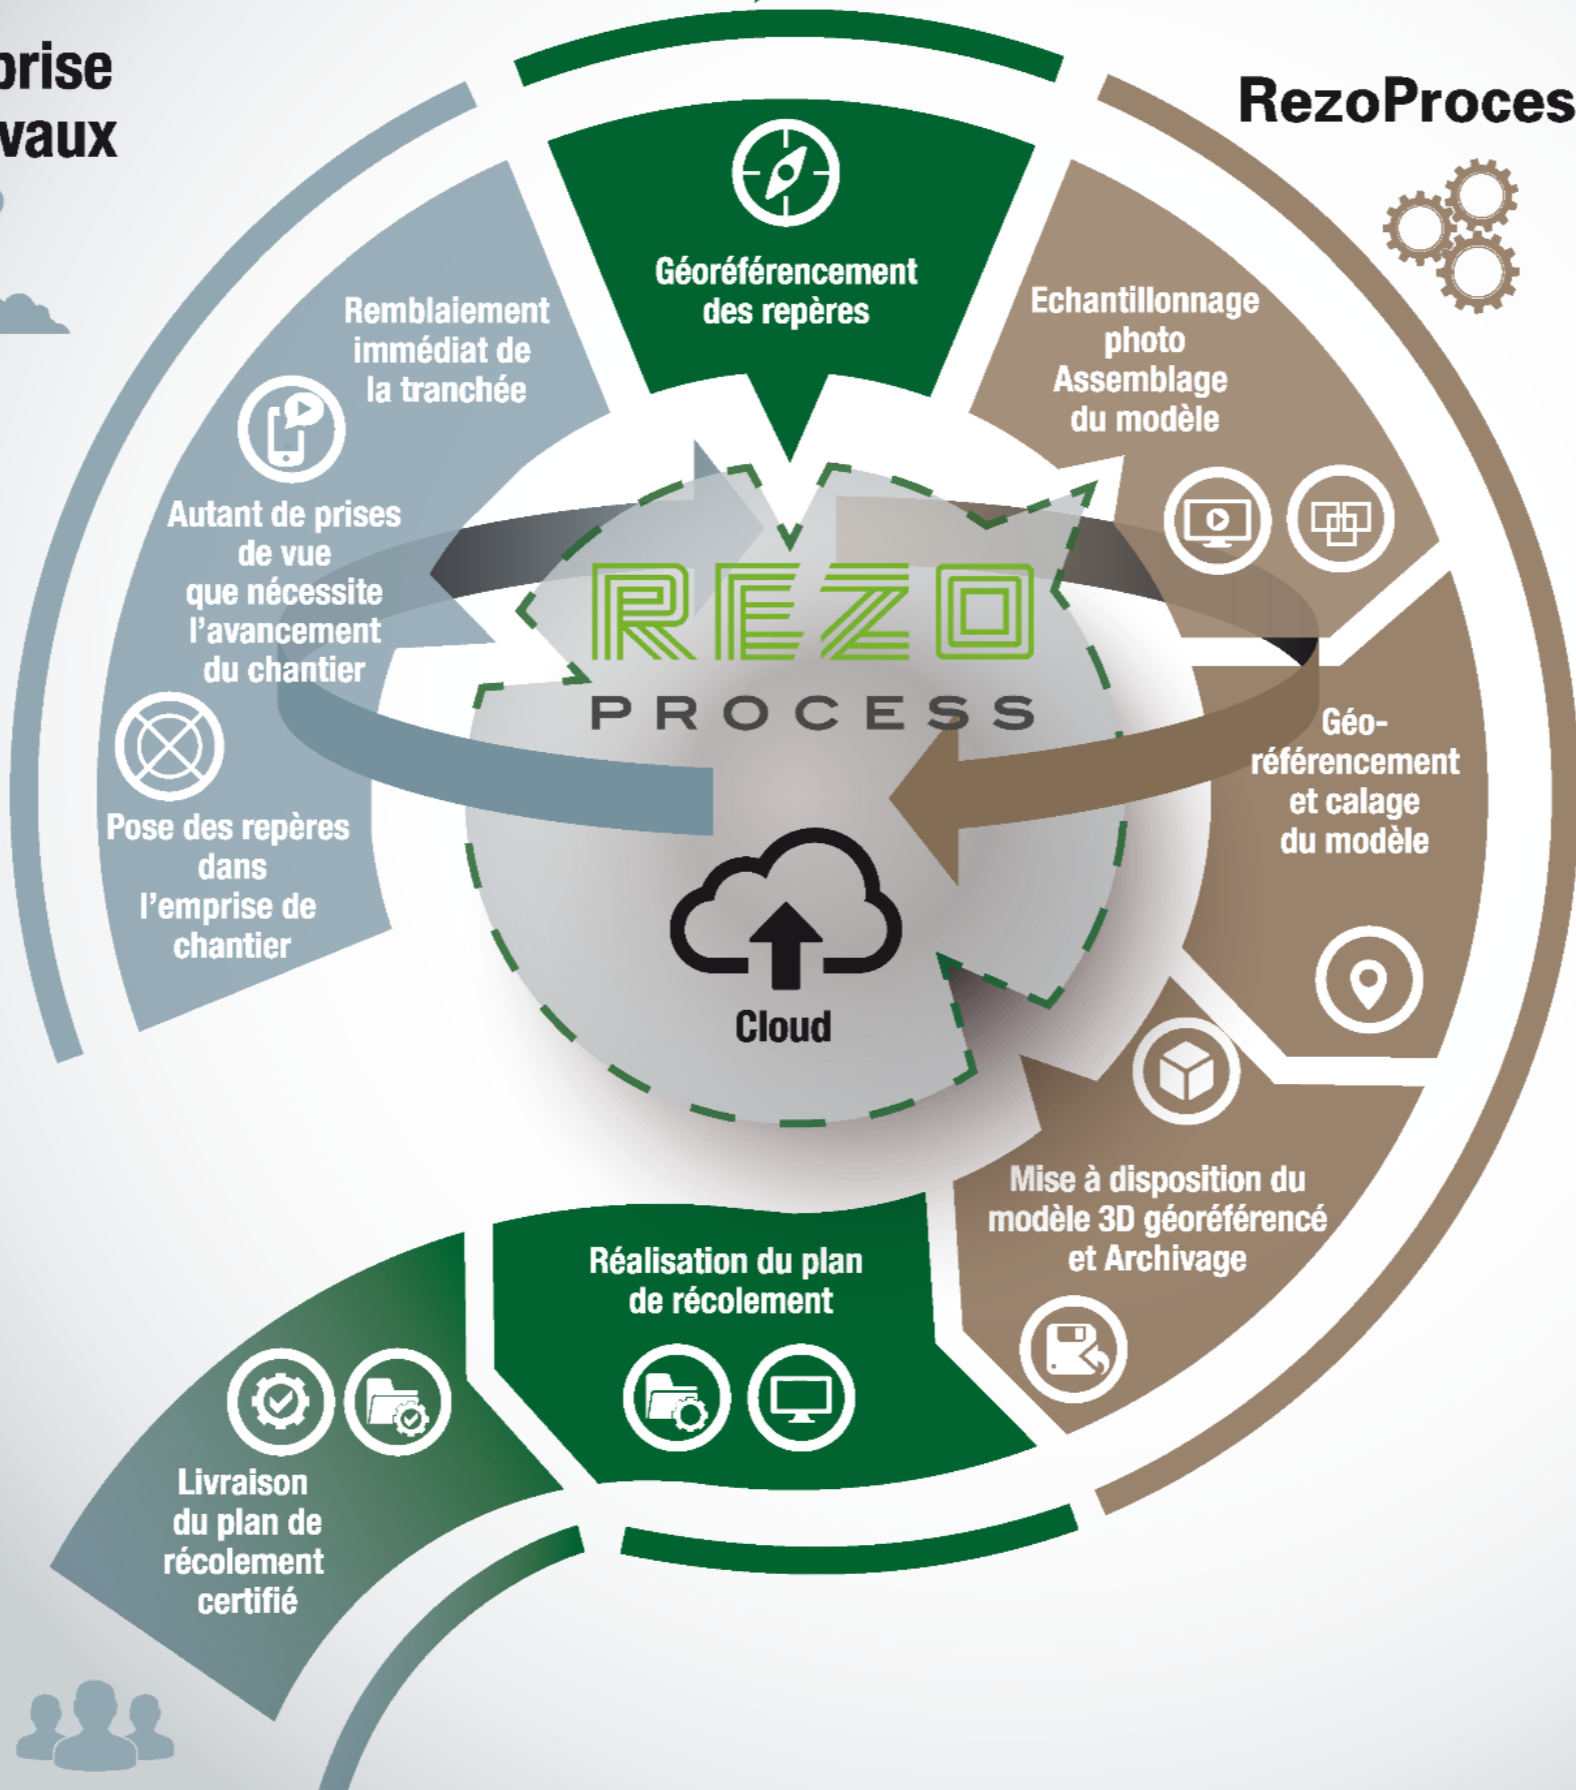 prise
vaux
RezoProces
Géoréférencement
des repères
Remblaiement
immédiat de
la tranchée
Autant de prises
de vue
que nécessite
l'avancement
du chantier
Pose des repères
dans
l'emprise de
chantier
Echantillonnage
photo
Assemblage
du modèle
Géo-
référencement
et calage
du modèle
REZO
PROCESS
Cloud
Mise à disposition du
modèle 3D géoréférencé
et Archivage
Réalisation du plan
de récolement
Livraison
du plan de
récolement
certifié